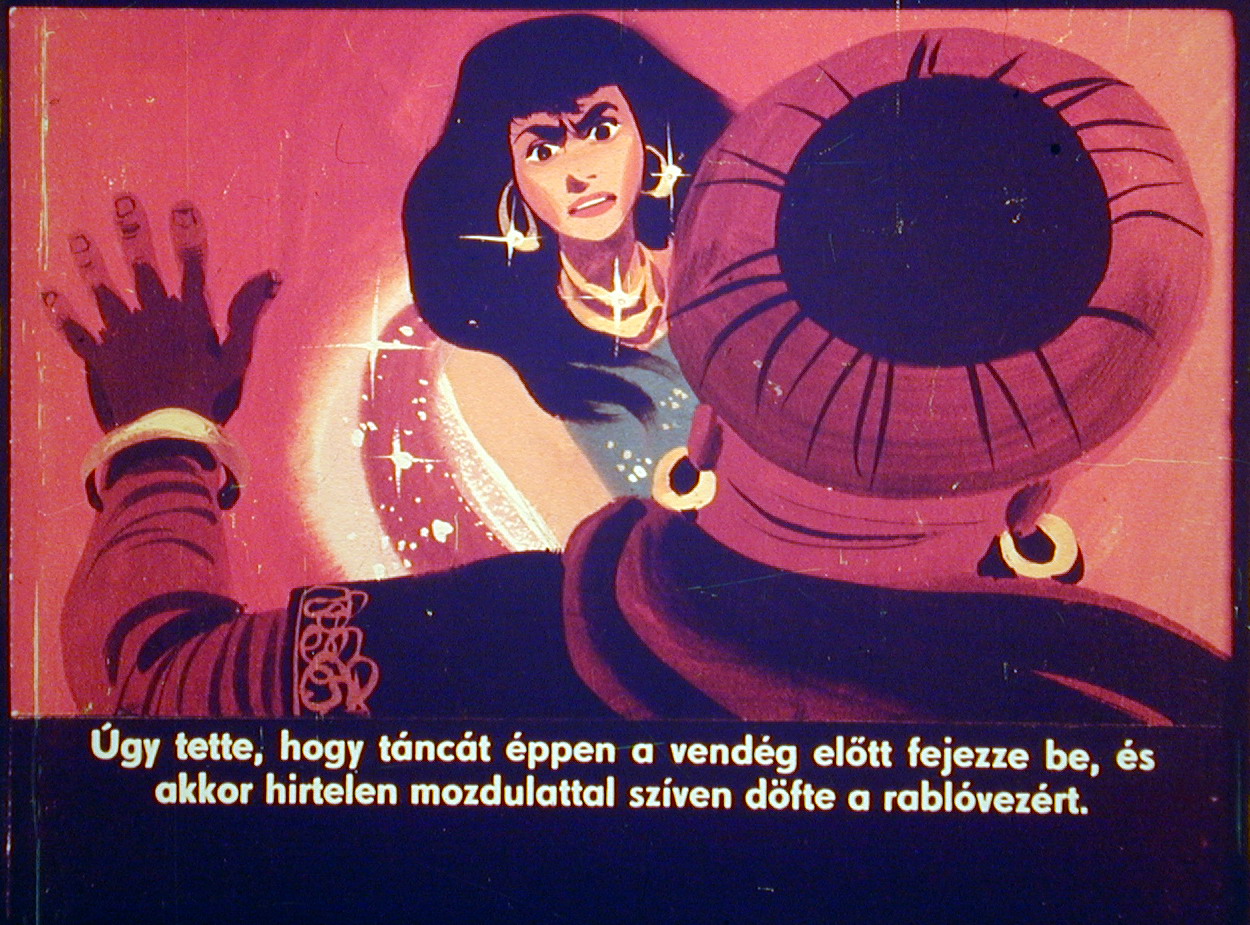 Úgy tette, hogy táncát éppen a vendég előtt fejezze be, és
akkor hirtelen mozdulattal szíven döfte a rablóvezért.